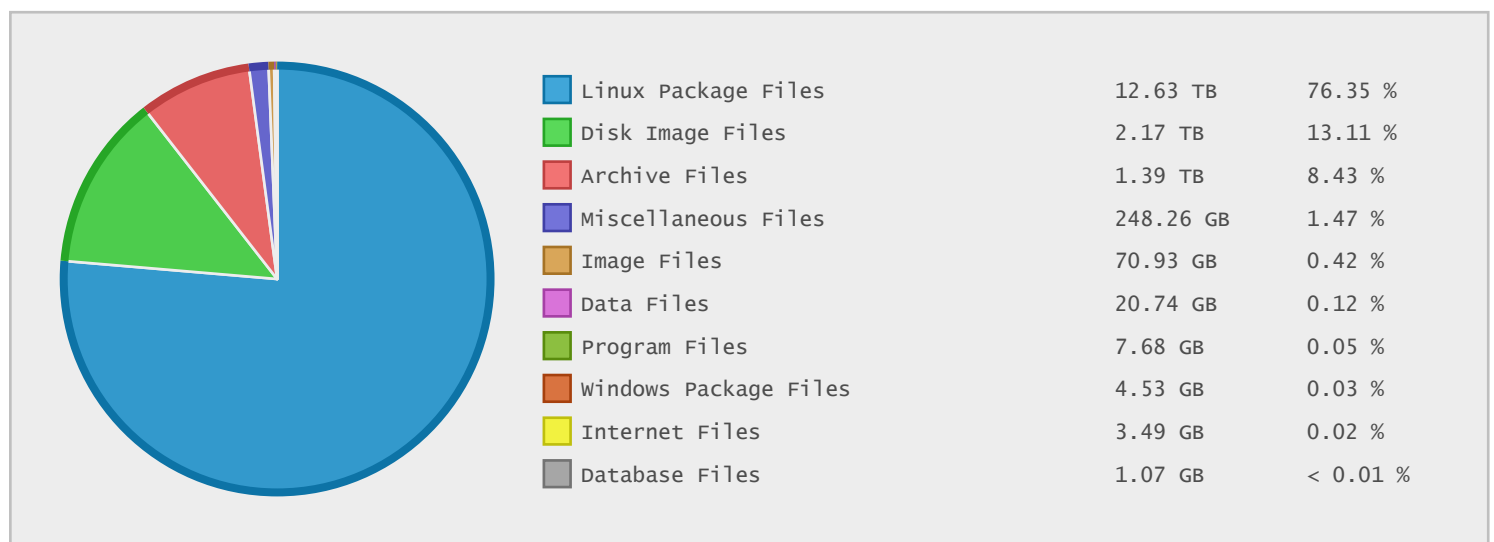 Linux Package Files 12.63 TB 76.35 %
Disk Image Files 2.17 TB 13.11 %
Archive Files 1.39 TB 8.43 %
Miscellaneous Files 248.26 GB 1.47 %
Image Files 70.93 GB 0.42 %
Data Files 20.74 GB 0.12 %
Program Files 7.68 GB 0.05 %
Windows Package Files 4.53 GB 0.03 %
Internet Files 3.49 GB 0.02 %
Database Files 1.07 GB < 0.01 %